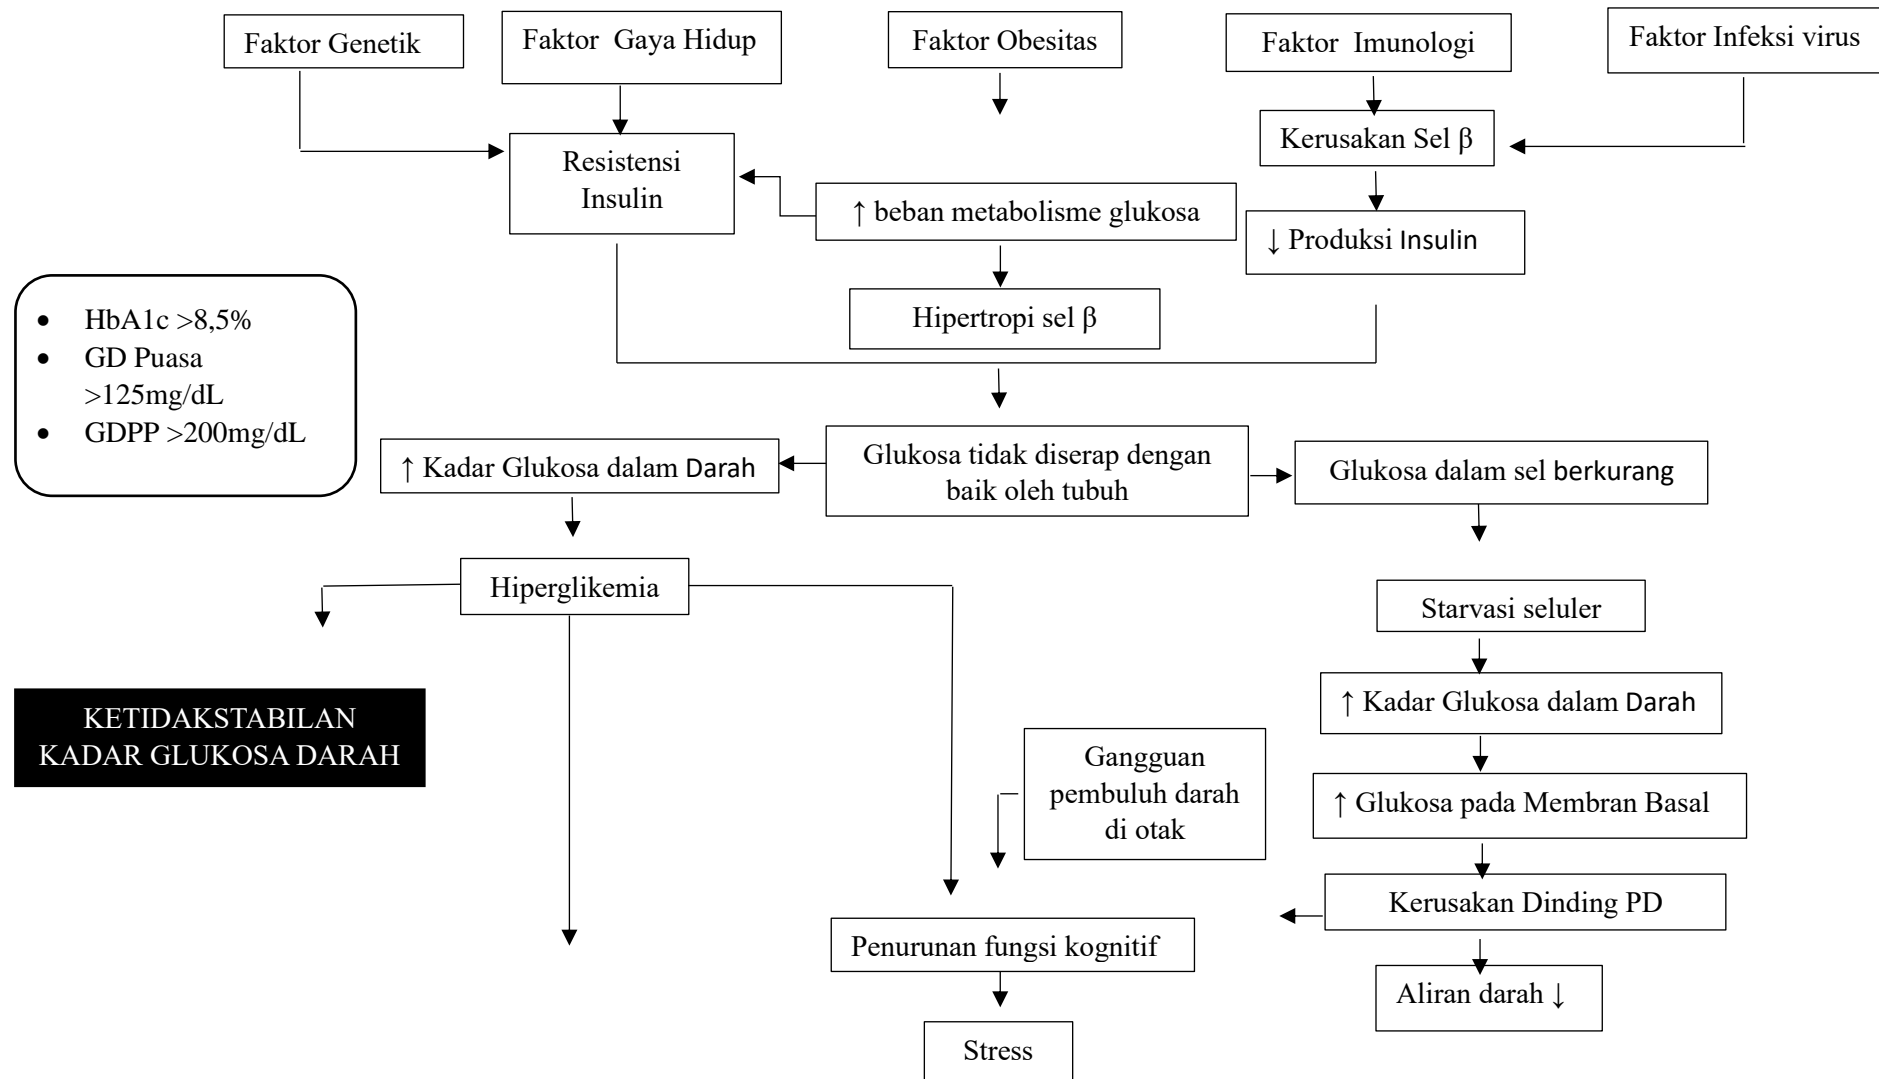 Faktor Genetik
Faktor  Gaya Hidup
Faktor Obesitas
Faktor  Imunologi
Faktor Infeksi virus
Resistensi
Insulin
Kerusakan Sel β
↑ beban metabolisme glukosa
↓ Produksi Insulin
Hipertropi sel β
• HbA1c >8,5%
• GD Puasa
>125mg/dL
• GDPP >200mg/dL
↑ Kadar Glukosa dalam Darah
Glukosa tidak diserap dengan
baik oleh tubuh
Glukosa dalam sel berkurang
Hiperglikemia
Starvasi seluler
KETIDAKSTABILAN
KADAR GLUKOSA DARAH
↑ Kadar Glukosa dalam Darah
Gangguan
pembuluh darah
di otak
↑ Glukosa pada Membran Basal
Kerusakan Dinding PD
Penurunan fungsi kognitif
Aliran darah ↓
Stress